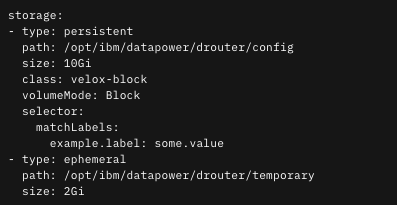 storage:
- type: persistent
  path: /opt/ibm/datapower/drouter/config
  size: 10Gi
  class: velox-block
  volumeMode: Block
  selector:
    matchLabels:
      example.label: some.value
- type: ephemeral
  path: /opt/ibm/datapower/drouter/temporary
  size: 2Gi